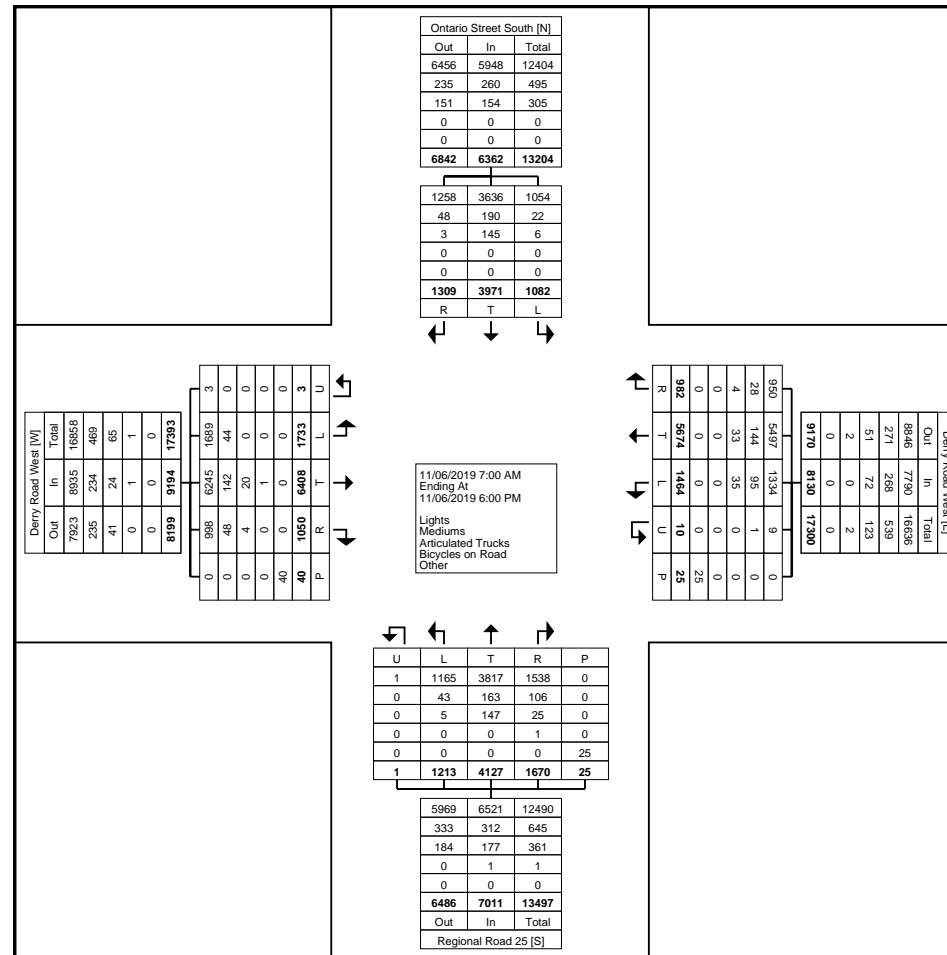 Ontario Street South [N]
Out In Total
6456 5948 12404
235 260 495
151 154 305
0 0 0
0 0 0
6842 6362 13204
1258 3636 1054
48 190 22
3 145 6
0 0 0
0 0 0
1309 3971 1082
R T L
Derry Road West [W]
Total In Out
16858 8935 7923
469 234 235
65 24 41
1 1 0
0 0 0
17393 9194 8199
3 1689 6245 998 0
0 44 142 48 0
0 0 20 4 0
0 0 1 0 0
0 0 0 0 40
3 1733 6408 1050 40
U L T R P
11/06/2019 7:00 AM
Ending At
11/06/2019 6:00 PM
Lights
Mediums
Articulated Trucks
Bicycles on Road
Other
Derry Road West [E]
Out In Total
8846 7790 16636
271 268 539
51 72 123
2 0 2
0 0 0
9170 8130 17300
950 5497 1334 9 0
28 144 95 1 0
4 33 35 0 0
0 0 0 0 0
0 0 0 0 25
982 5674 1464 10 25
R T L U P
U L T R P
1 1165 3817 1538 0
0 43 163 106 0
0 5 147 25 0
0 0 0 1 0
0 0 0 0 25
1 1213 4127 1670 25
5969 6521 12490
333 312 645
184 177 361
0 1 1
0 0 0
6486 7011 13497
Out In Total
Regional Road 25 [S]